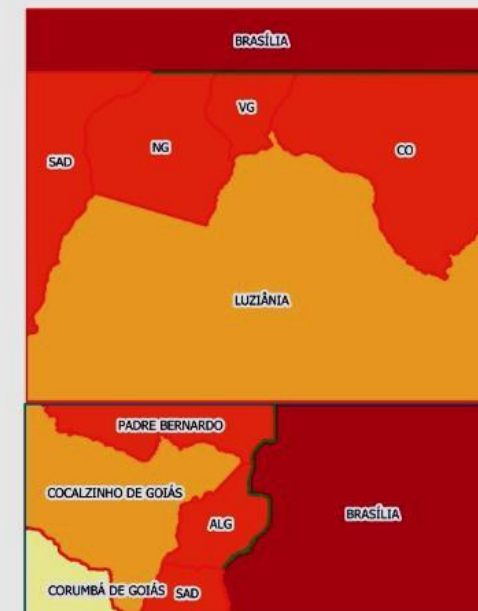 BRASÍLIA
VG
SAD
NG
CO
LUZIÂNIA
PADRE BERNARDO
COCALZINHO DE GOIÁS
ALG
BRASÍLIA
CORUMBÁ DE GOIÁS
SAD